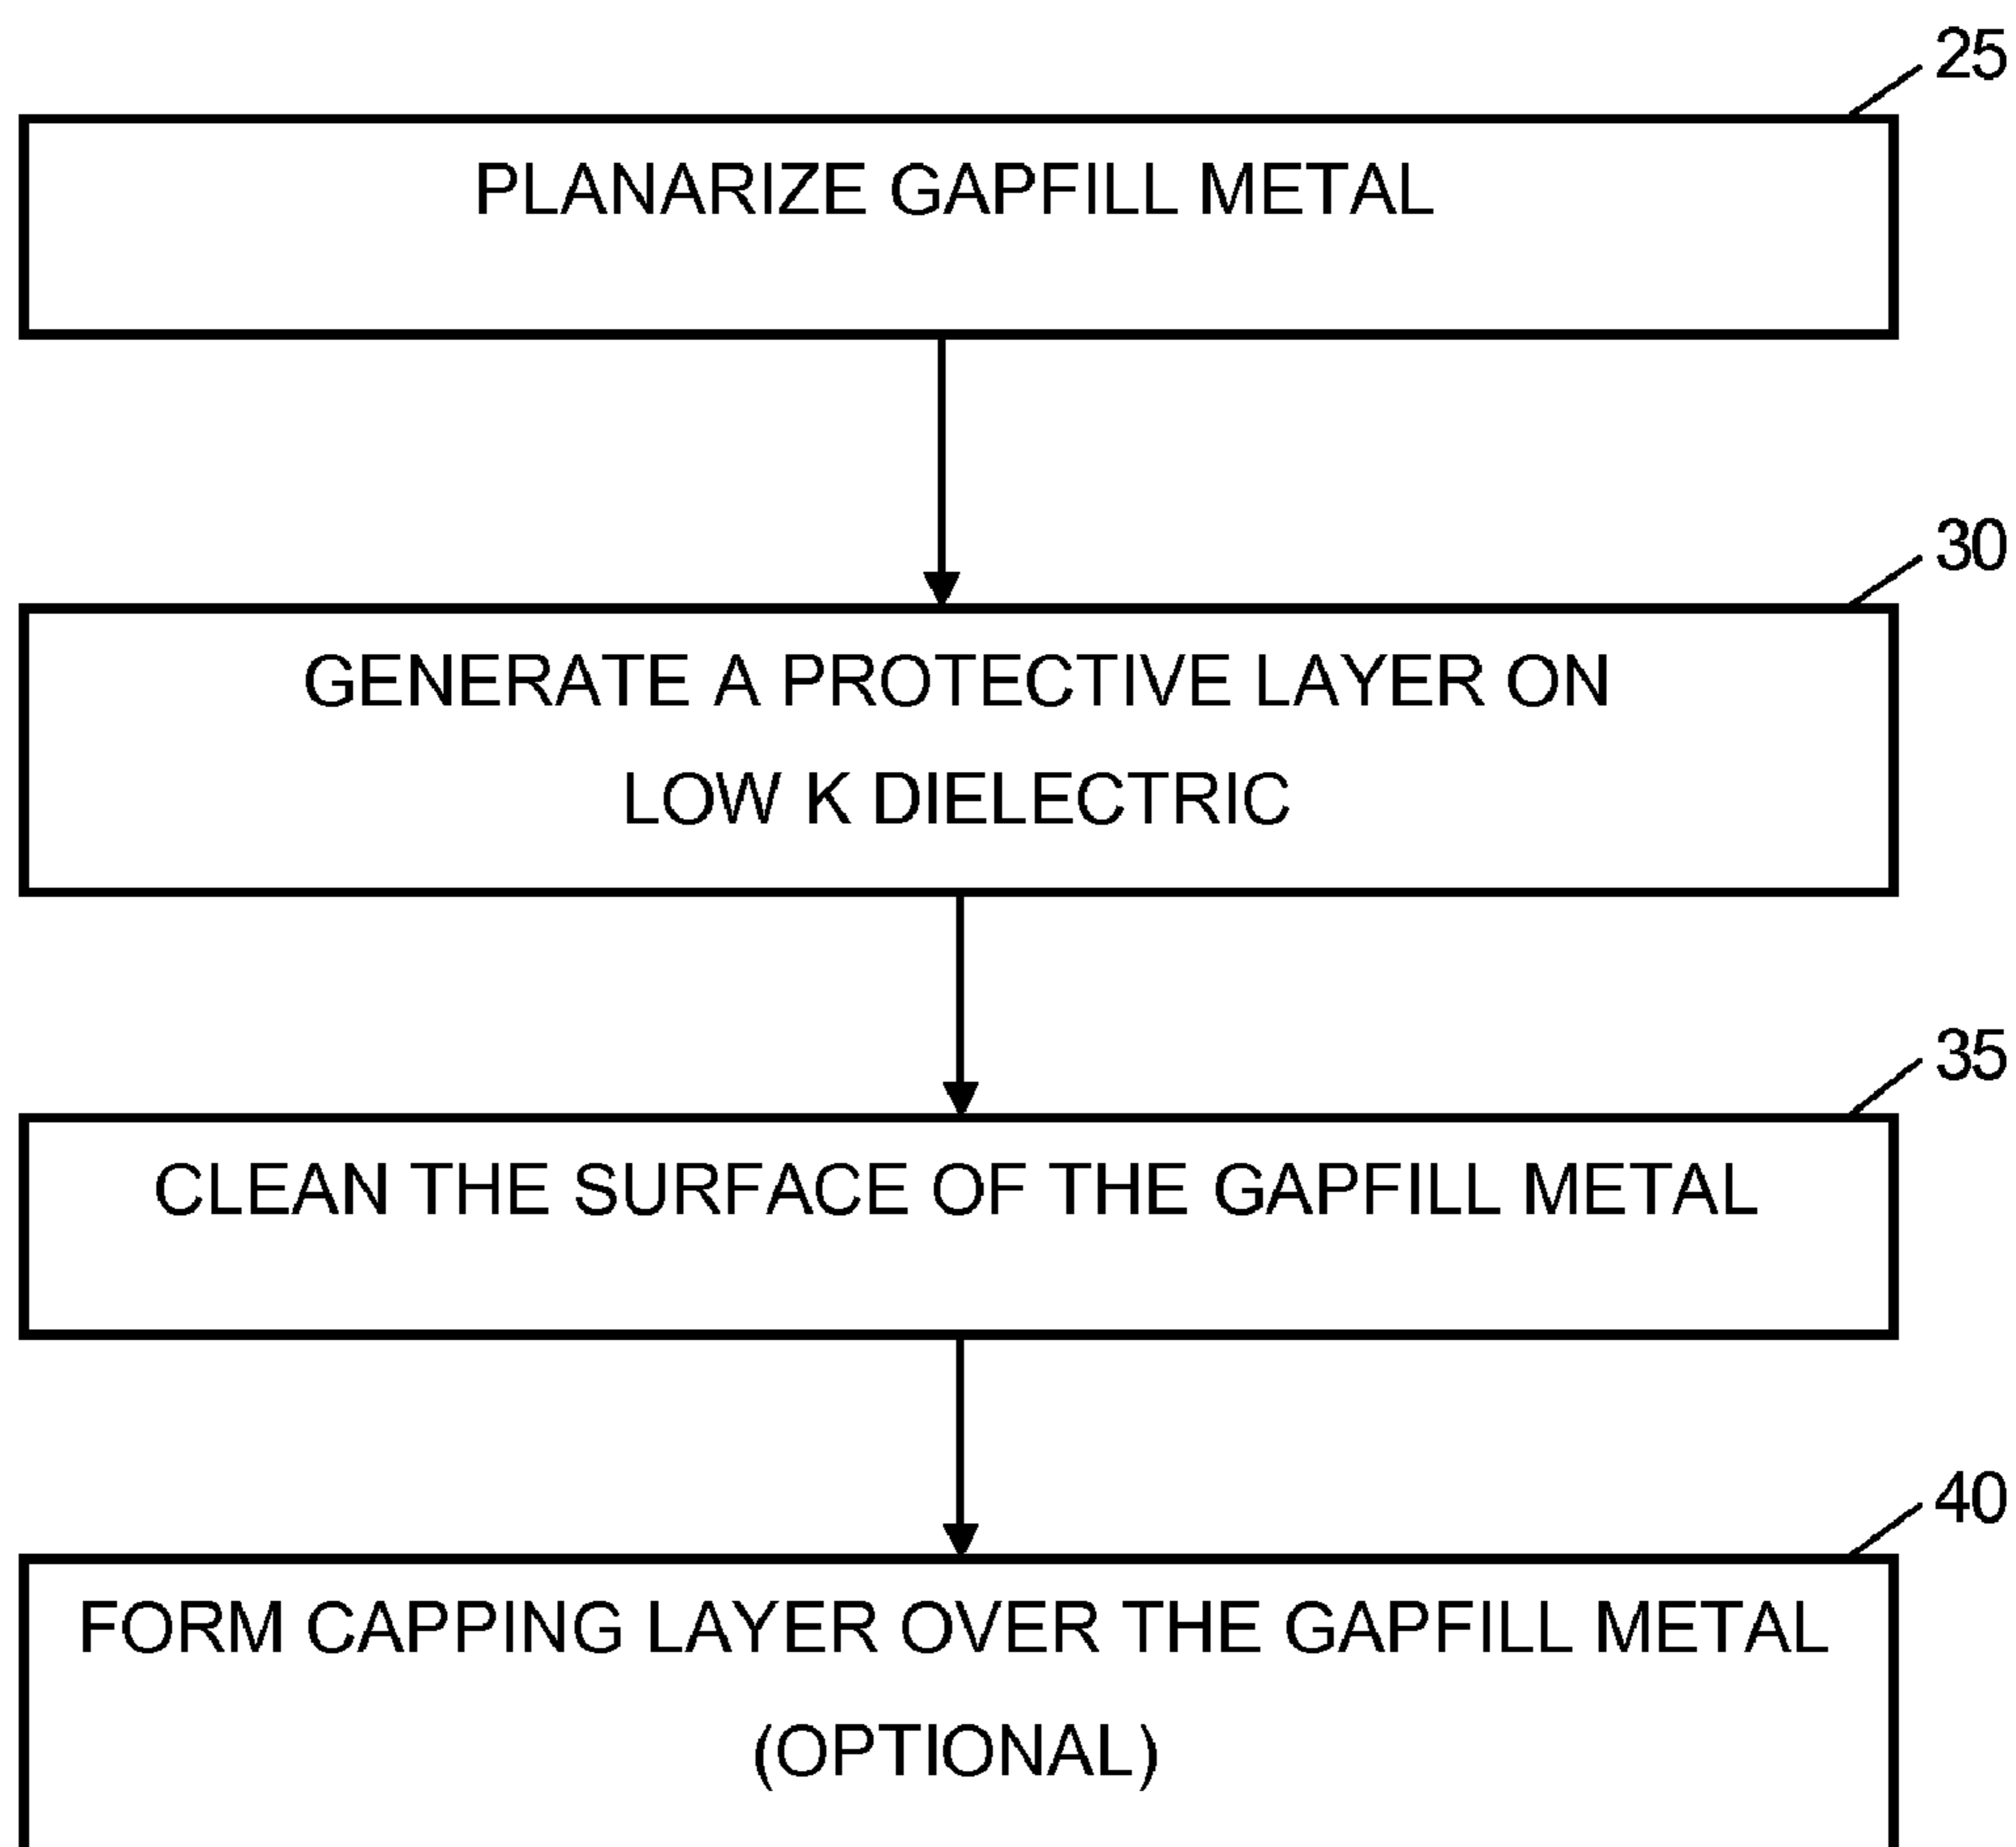 25
PLANARIZE GAPFILL METAL
30
GENERATE A PROTECTIVE LAYER ON
LOW K DIELECTRIC
35
CLEAN THE SURFACE OF THE GAPFILL METAL
40
FORM CAPPING LAYER OVER THE GAPFILL METAL
(OPTIONAL)